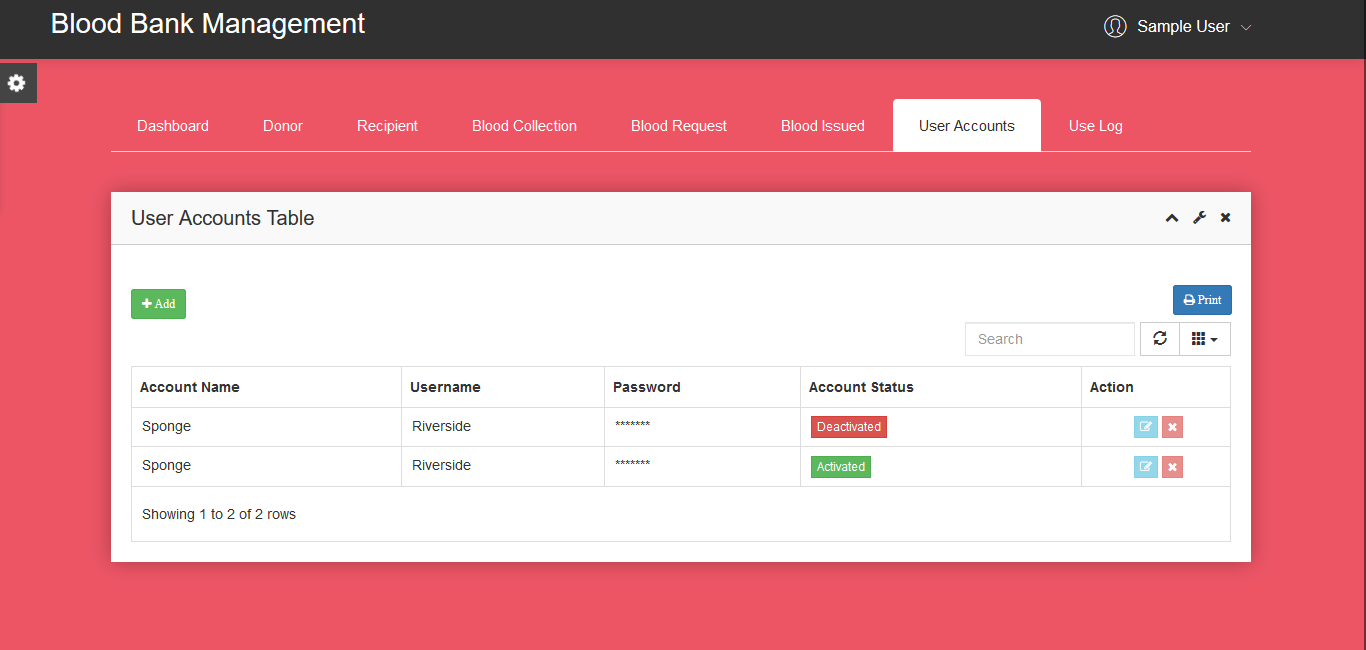 Blood Bank Management
Sample User
Dashboard Donor Recipient Blood Collection Blood Request Blood Issued User Accounts Use Log
User Accounts Table
Add
Print
Search
Account Name Username Password Account Status Action
Sponge Riverside ******* Deactivated
Sponge Riverside ******* Activated
Showing 1 to 2 of 2 rows